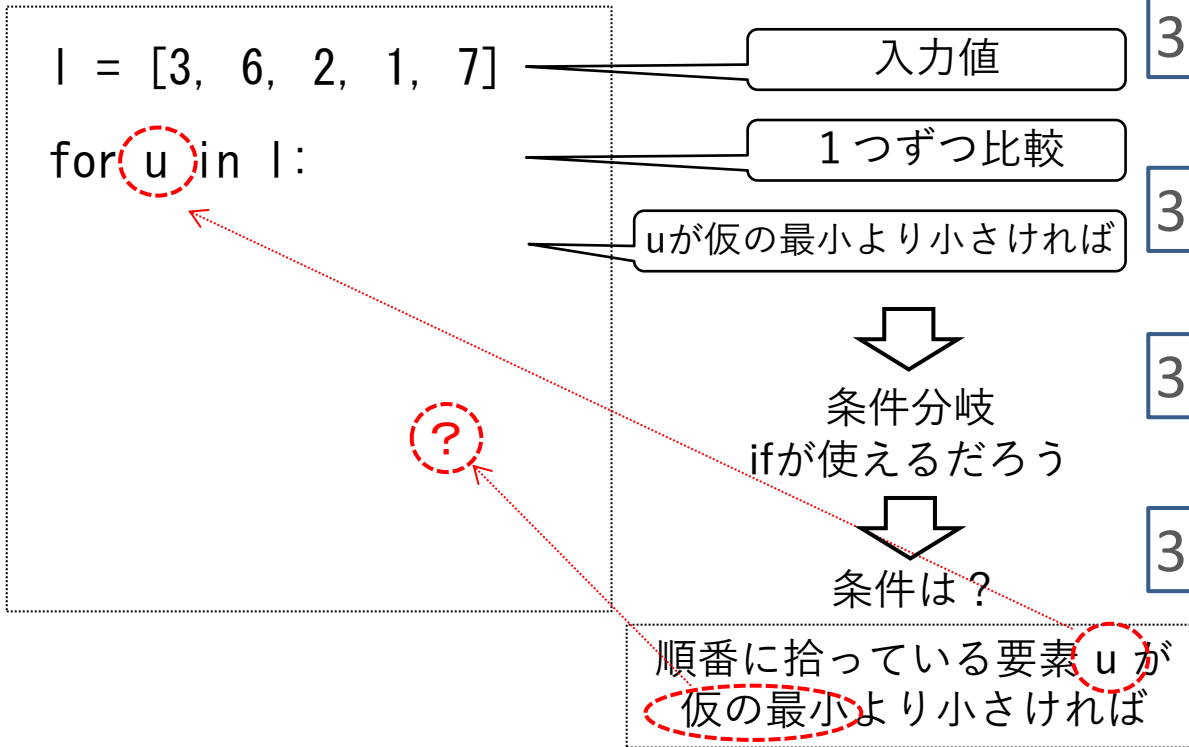 l = [3, 6, 2, 1, 7]
入力値
3
for u in l:
１つずつ比較
3
uが仮の最小より小さければ
3
条件分岐
ifが使えるだろう
?
3
条件は？
順番に拾っている要素 u が
仮の最小より小さければ